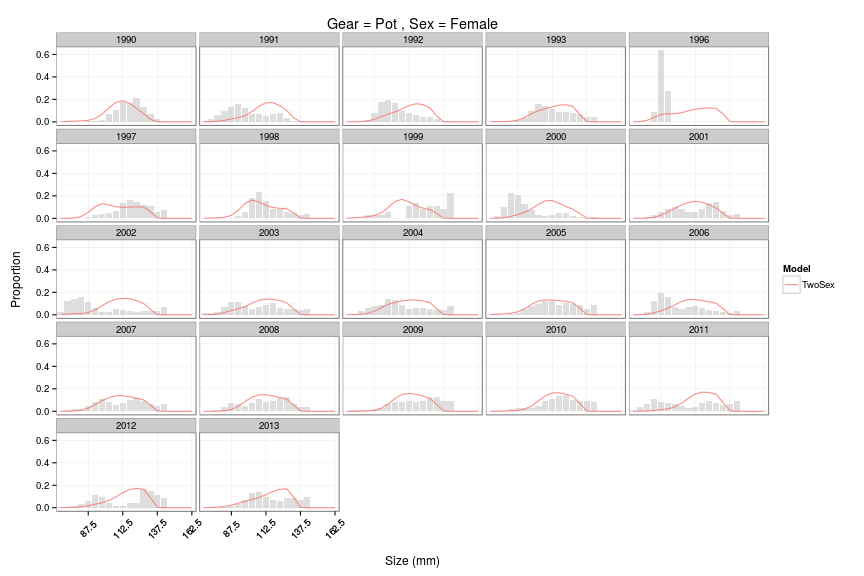 Gear = Pot , Sex = Female
1990 1991 1992 1993 1996
0.6
0.4
0.2
0.0
1997 1998 1999 2000 2001
0.6
0.4
0.2
0.0
2002 2003 2004 2005 2006
0.6
0.4
0.2
0.0
2007 2008 2009 2010 2011
0.6
0.4
0.2
0.0
2012 2013
0.6
0.4
0.2
0.0
87.5 112.5 137.5 162.5 87.5 112.5 137.5 162.5
Size (mm)
Proportion
Model
TwoSex